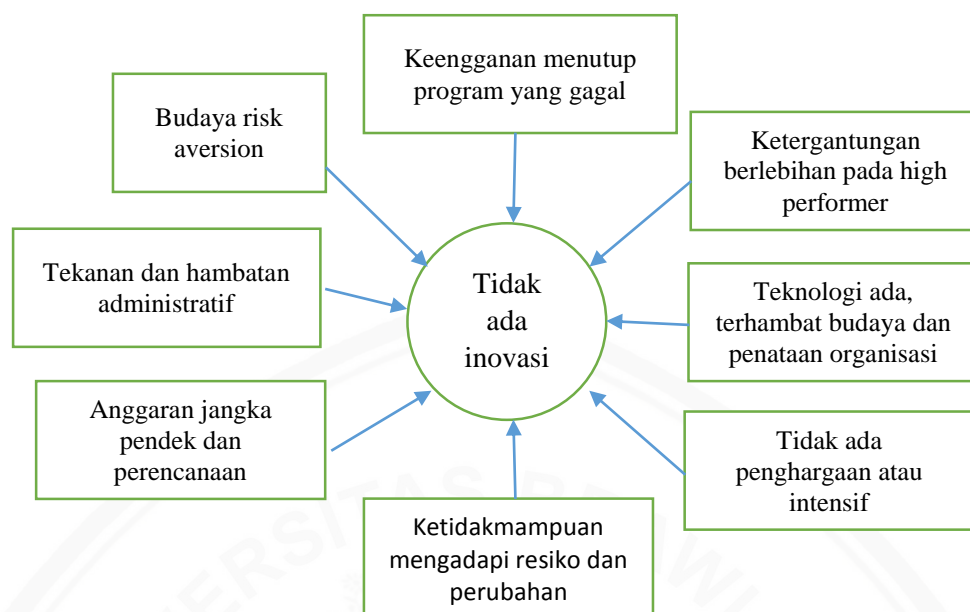 Keengganan menutup
program yang gagal
Budaya risk
aversion
Ketergantungan
berlebihan pada high
performer
Tekanan dan hambatan
administratif
Tidak
ada
inovasi
Teknologi ada,
terhambat budaya dan
penataan organisasi
Anggaran jangka
pendek dan
perencanaan
Tidak ada
penghargaan atau
intensif
Ketidakmampuan
mengadapi resiko dan
perubahan